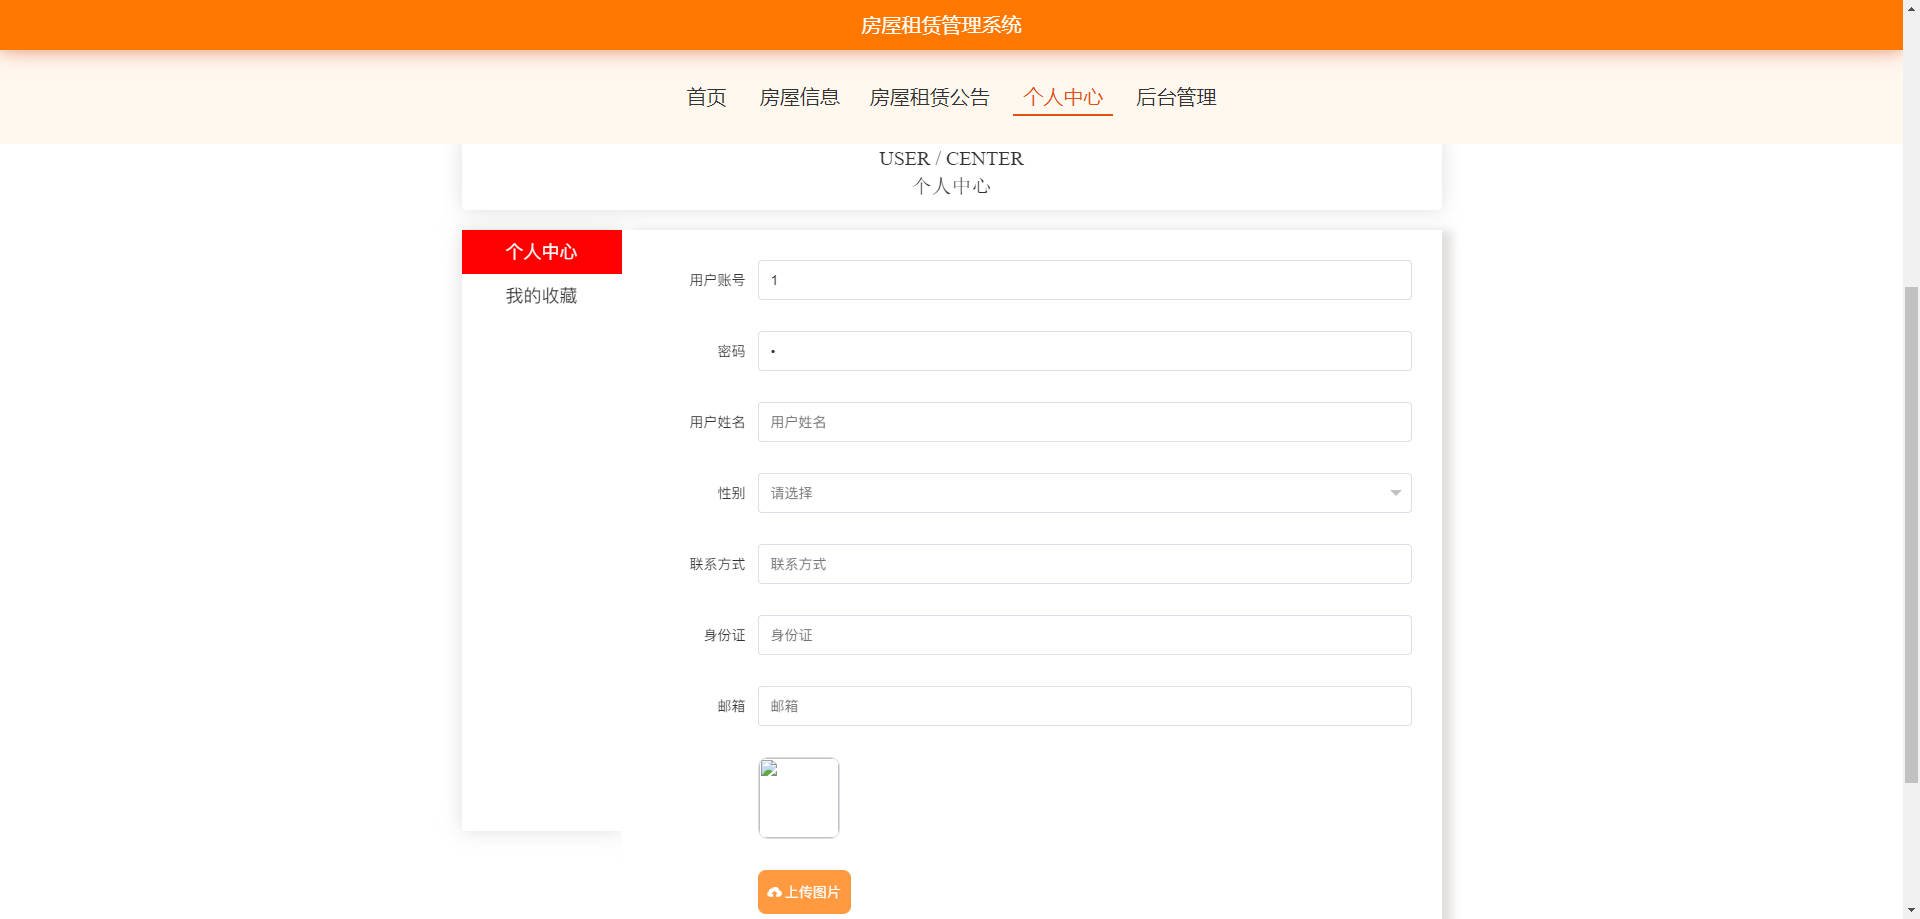 房屋租赁管理系统
首页 房屋信息 房屋租赁公告 个人中心 后台管理
USER / CENTER
个人中心
个人中心
我的收藏
用户账号 1
密码 •
用户姓名 用户姓名
性别 请选择
联系方式 联系方式
身份证 身份证
邮箱 邮箱
上传图片